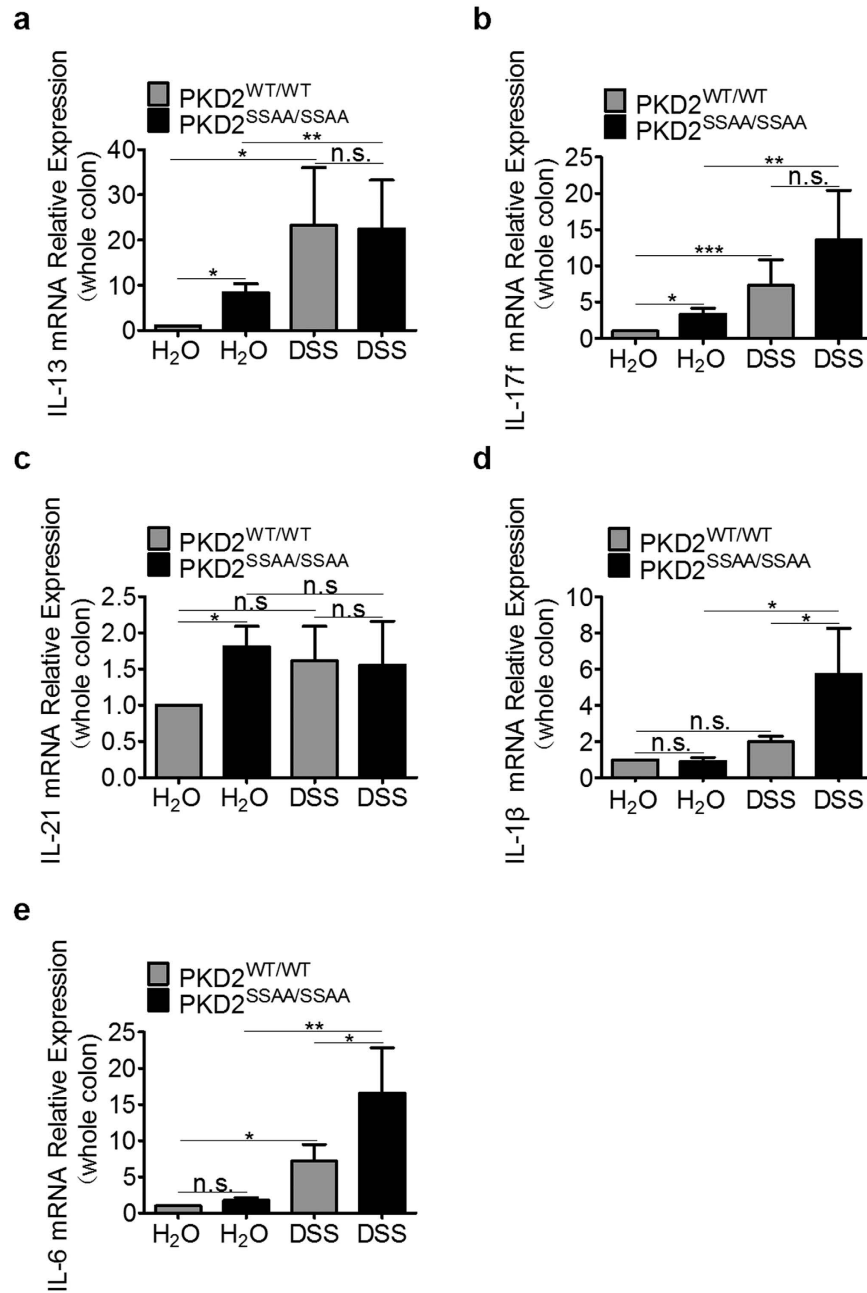 a
PKD2WT/WT
PKD2SSAA/SSAA
IL-13 mRNA Relative Expression
(whole colon)
40
30
20
10
0
**
*
n.s.
*
H2O H2O DSS DSS
b
PKD2WT/WT
PKD2SSAA/SSAA
IL-17f mRNA Relative Expression
(whole colon)
25
20
15
10
5
0
**
n.s.
***
*
H2O H2O DSS DSS
c
PKD2WT/WT
PKD2SSAA/SSAA
IL-21 mRNA Relative Expression
(whole colon)
2.5
2.0
1.5
1.0
0.5
0.0
n.s
n.s
n.s
*
H2O H2O DSS DSS
d
PKD2WT/WT
PKD2SSAA/SSAA
IL-1β mRNA Relative Expression
(whole colon)
10
8
6
4
2
0
*
*
n.s.
n.s.
H2O H2O DSS DSS
e
PKD2WT/WT
PKD2SSAA/SSAA
IL-6 mRNA Relative Expression
(whole colon)
25
20
15
10
5
0
**
*
*
n.s.
H2O H2O DSS DSS